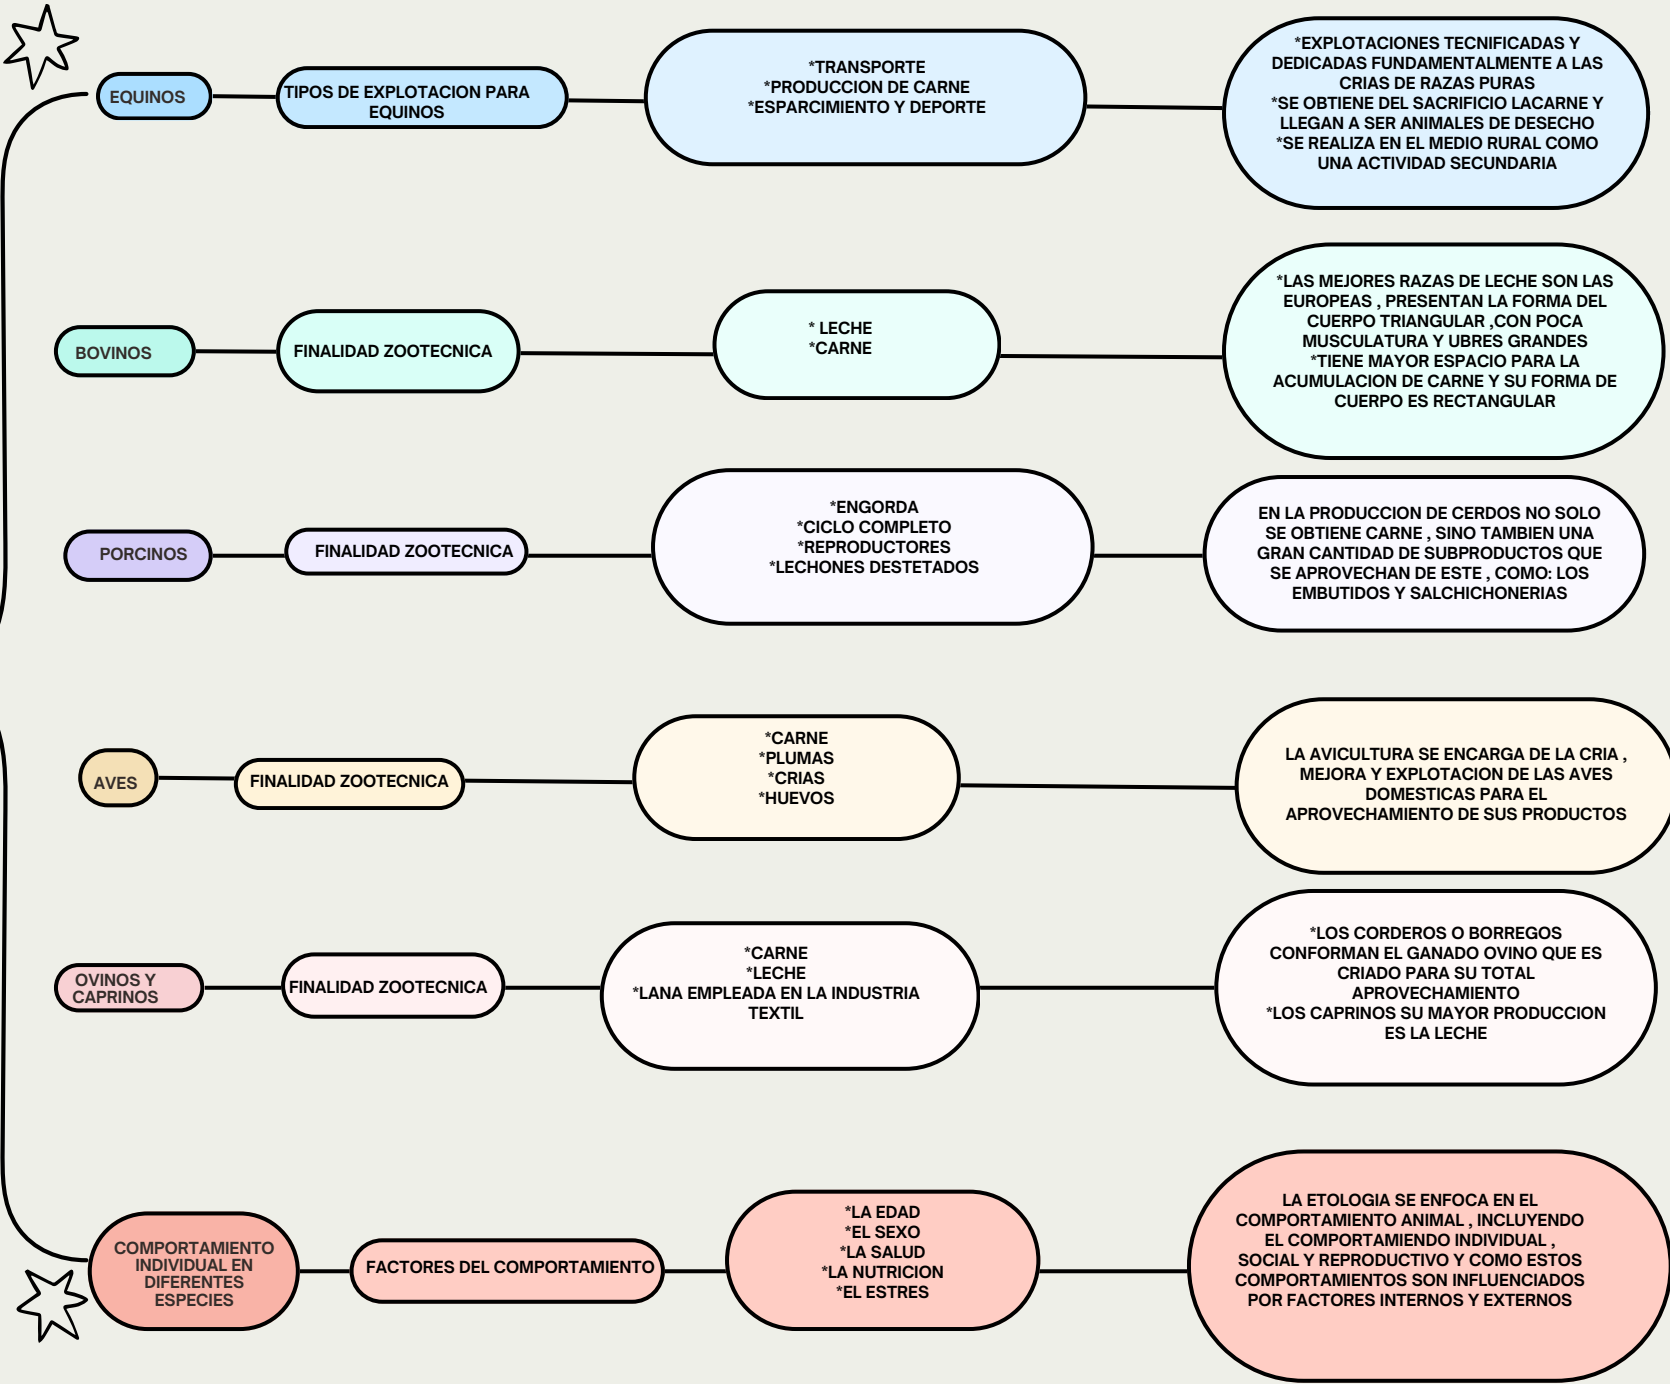 EQUINOS
TIPOS DE EXPLOTACION PARA
EQUINOS
*TRANSPORTE
*PRODUCCION DE CARNE
*ESPARCIMIENTO Y DEPORTE
*EXPLOTACIONES TECNIFICADAS Y
DEDICADAS FUNDAMENTALMENTE A LAS
CRIAS DE RAZAS PURAS
*SE OBTIENE DEL SACRIFICIO LACARNE Y
LLEGAN A SER ANIMALES DE DESECHO
*SE REALIZA EN EL MEDIO RURAL COMO
UNA ACTIVIDAD SECUNDARIA
BOVINOS
FINALIDAD ZOOTECNICA
* LECHE
*CARNE
*LAS MEJORES RAZAS DE LECHE SON LAS
EUROPEAS , PRESENTAN LA FORMA DEL
CUERPO TRIANGULAR ,CON POCA
MUSCULATURA Y UBRES GRANDES
*TIENE MAYOR ESPACIO PARA LA
ACUMULACION DE CARNE Y SU FORMA DE
CUERPO ES RECTANGULAR
PORCINOS
FINALIDAD ZOOTECNICA
*ENGORDA
*CICLO COMPLETO
*REPRODUCTORES
*LECHONES DESTETADOS
EN LA PRODUCCION DE CERDOS NO SOLO
SE OBTIENE CARNE , SINO TAMBIEN UNA
GRAN CANTIDAD DE SUBPRODUCTOS QUE
SE APROVECHAN DE ESTE , COMO: LOS
EMBUTIDOS Y SALCHICHONERIAS
AVES
FINALIDAD ZOOTECNICA
*CARNE
*PLUMAS
*CRIAS
*HUEVOS
LA AVICULTURA SE ENCARGA DE LA CRIA ,
MEJORA Y EXPLOTACION DE LAS AVES
DOMESTICAS PARA EL
APROVECHAMIENTO DE SUS PRODUCTOS
OVINOS Y
CAPRINOS
FINALIDAD ZOOTECNICA
*CARNE
*LECHE
*LANA EMPLEADA EN LA INDUSTRIA
TEXTIL
*LOS CORDEROS O BORREGOS
CONFORMAN EL GANADO OVINO QUE ES
CRIADO PARA SU TOTAL
APROVECHAMIENTO
*LOS CAPRINOS SU MAYOR PRODUCCION
ES LA LECHE
COMPORTAMIENTO
INDIVIDUAL EN
DIFERENTES
ESPECIES
FACTORES DEL COMPORTAMIENTO
*LA EDAD
*EL SEXO
*LA SALUD
*LA NUTRICION
*EL ESTRES
LA ETOLOGIA SE ENFOCA EN EL
COMPORTAMIENTO ANIMAL , INCLUYENDO
EL COMPORTAMIENDO INDIVIDUAL ,
SOCIAL Y REPRODUCTIVO Y COMO ESTOS
COMPORTAMIENTOS SON INFLUENCIADOS
POR FACTORES INTERNOS Y EXTERNOS